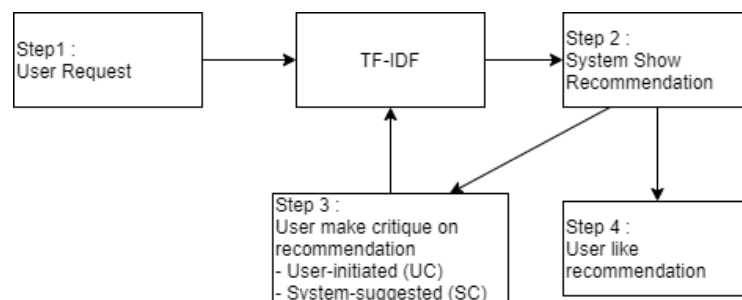 Step1 :
User Request
TF-IDF
Step 2 :
System Show
Recommendation
Step 3 :
User make critique on
recommendation
- User-initiated (UC)
- System-suggested (SC)
Step 4 :
User like
recommendation